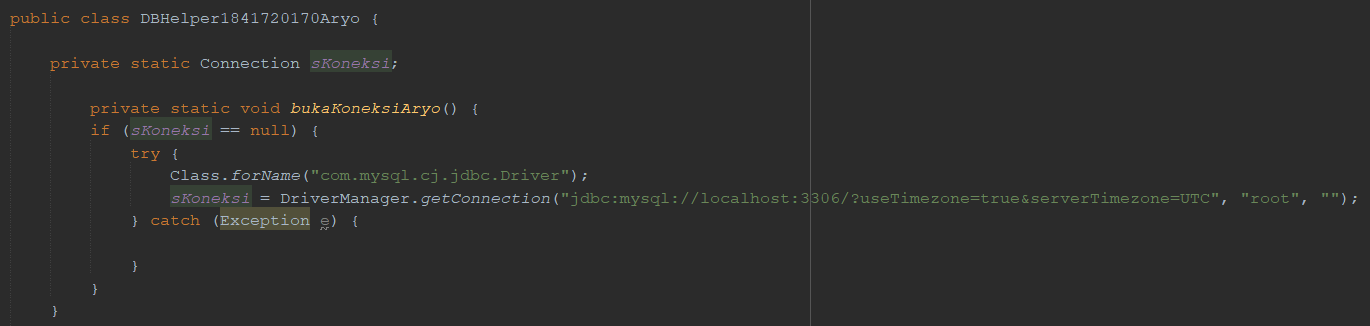 public class DBHelper1841720170Aryo {
private static Connection sKoneksi;
private static void bukaKoneksiAryo() {
if (sKoneksi == null) {
try {
Class.forName("com.mysql.cj.jdbc.Driver");
sKoneksi = DriverManager.getConnection("jdbc:mysql://localhost:3306/?useTimezone=true&serverTimezone=UTC", "root", "");
} catch (Exception e) {
}
}
}